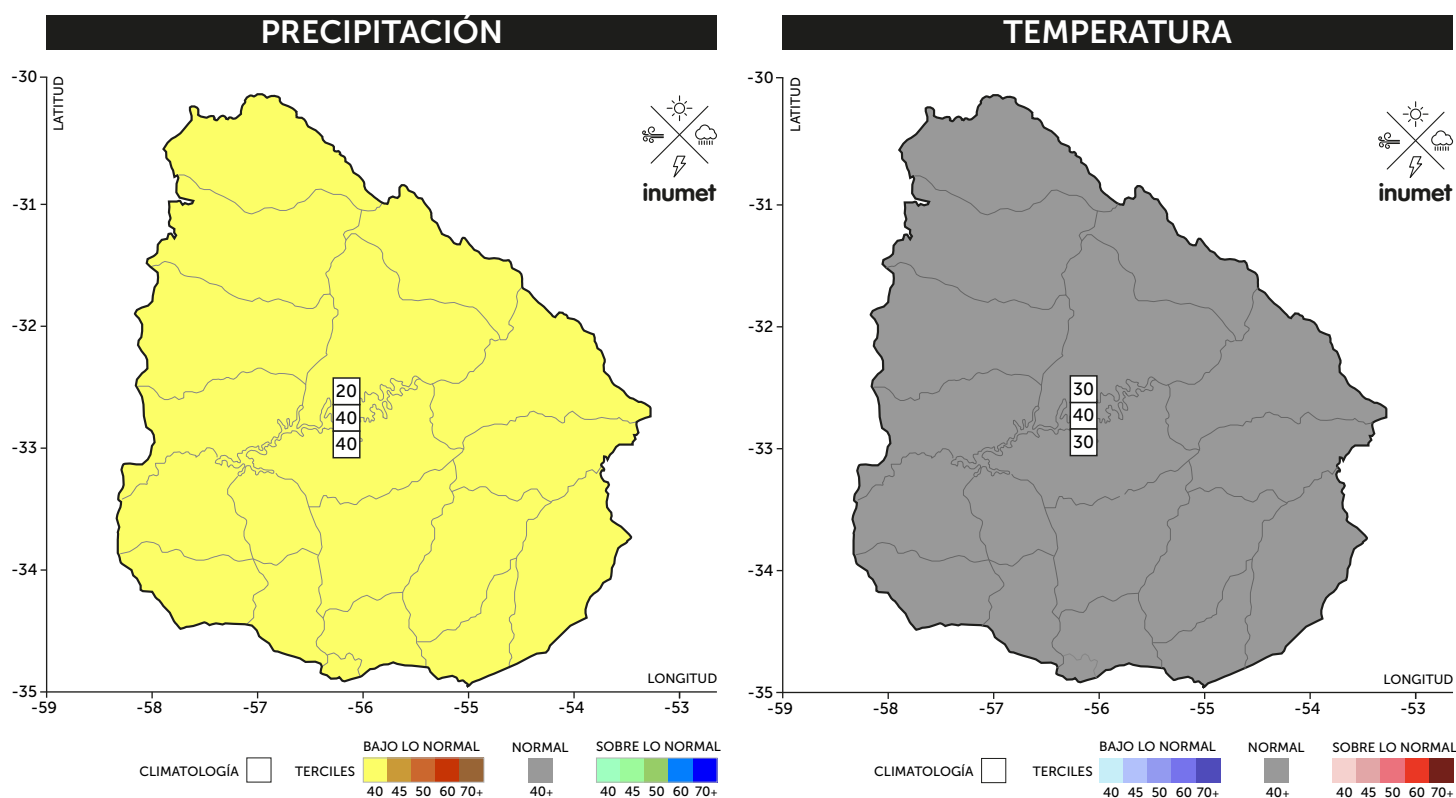 PRECIPITACIÓN
-30
LATITUD
inumet
-31
-32
20
40
40
-33
-34
LONGITUD
-35
-59 -58 -57 -56 -55 -54 -53
CLIMATOLOGÍA
TERCILES
BAJO LO NORMAL
40 45 50 60 70+
NORMAL
40+
SOBRE LO NORMAL
40 45 50 60 70+
TEMPERATURA
-30
LATITUD
inumet
-31
-32
30
40
30
-33
-34
LONGITUD
-35
-59 -58 -57 -56 -55 -54 -53
CLIMATOLOGÍA
TERCILES
BAJO LO NORMAL
40 45 50 60 70+
NORMAL
40+
SOBRE LO NORMAL
40 45 50 60 70+